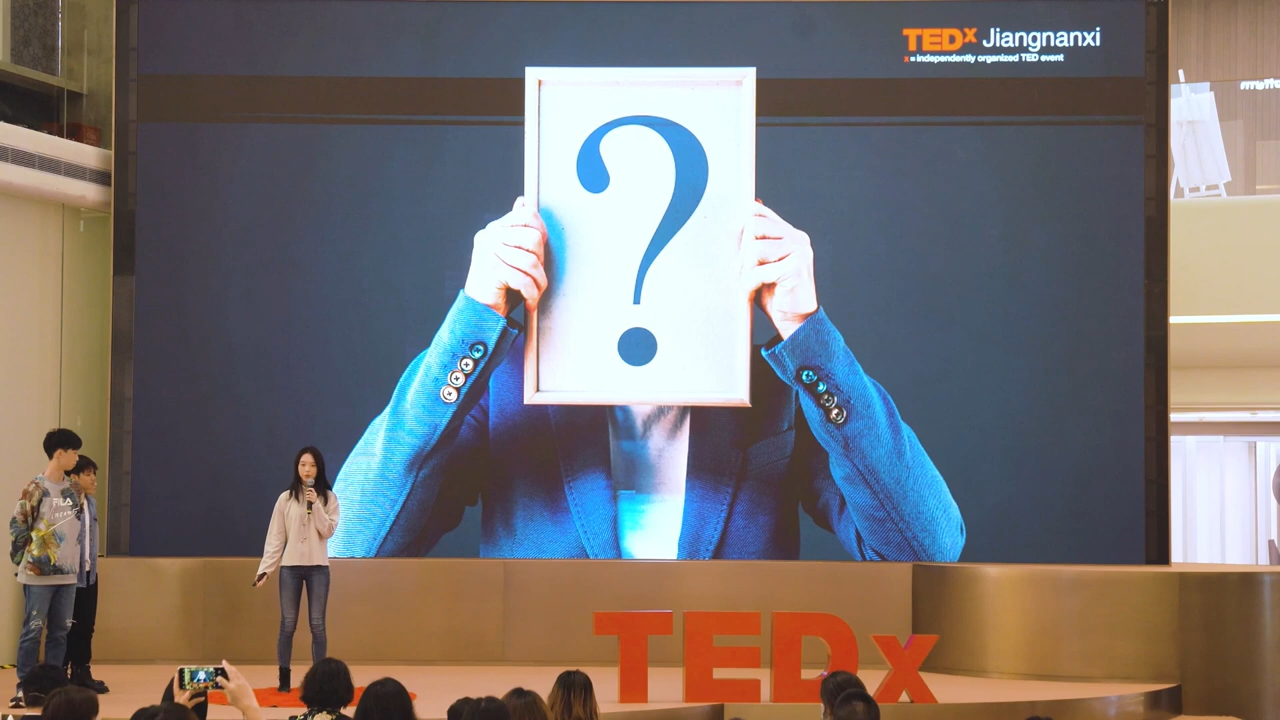 TEDx Jiangnanxi
x = independently organized TED event
?
FILA
TEDx